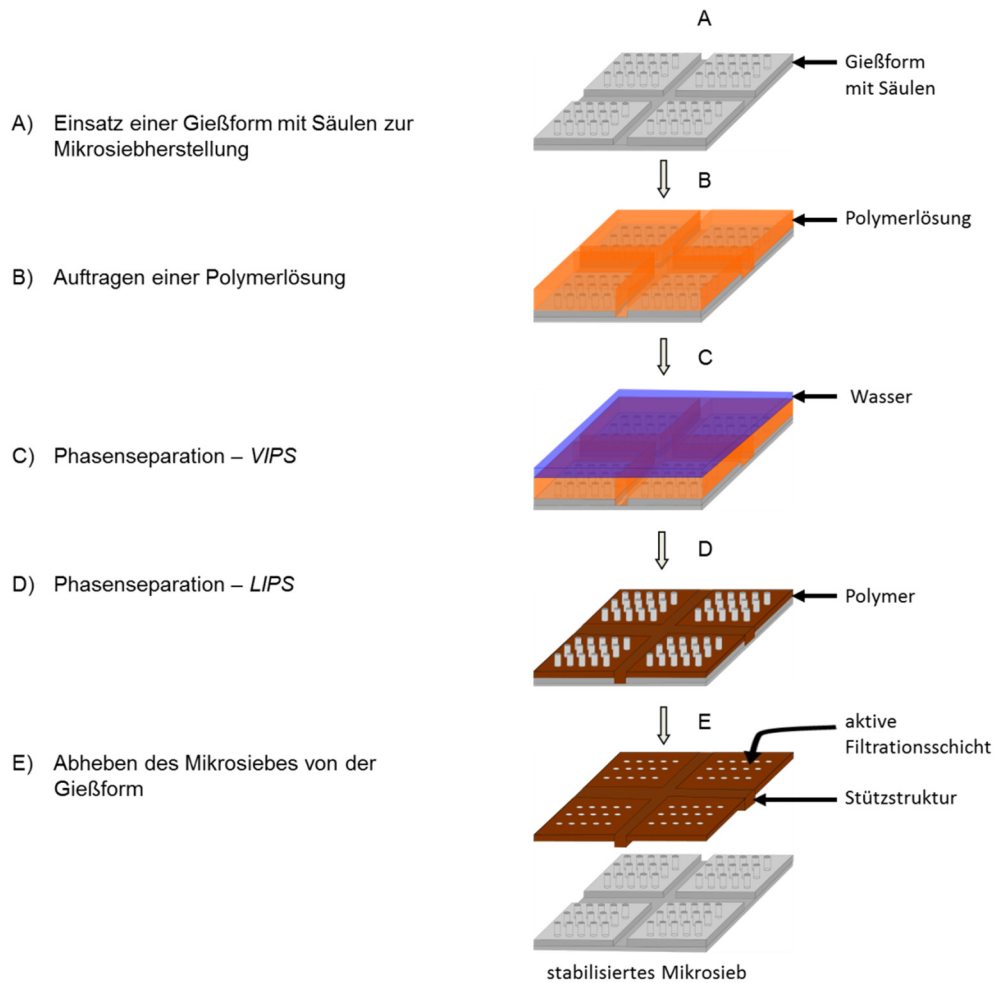 A
Gießform
mit Säulen
A) Einsatz einer Gießform mit Säulen zur
Mikrosiebherstellung
B
Polymerlösung
B) Auftragen einer Polymerlösung
C
Wasser
C) Phasenseparation – VIPS
D
D) Phasenseparation – LIPS
Polymer
E
aktive
Filtrationsschicht
E) Abheben des Mikrosiebes von der
Gießform
Stützstruktur
stabilisiertes Mikrosieb